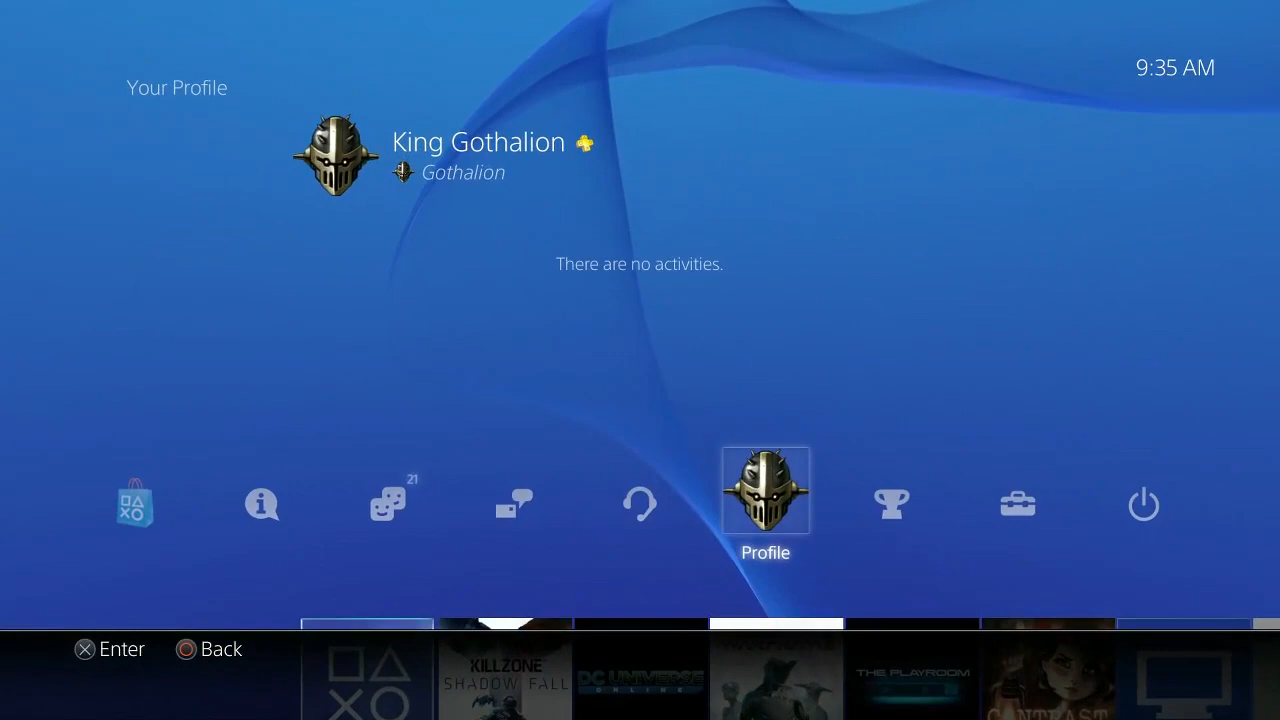 9:35 AM
Your Profile
King Gothalion
Gothalion
There are no activities.
21
Profile
Enter
Back
KILLZONE
SHADOW FALL
DC UNIVERSE
ONLINE
THE PLAYROOM
CONTRAST